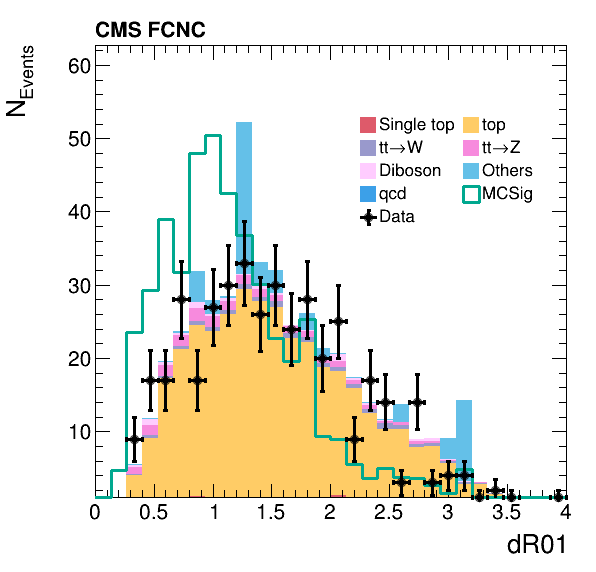 CMS FCNC
N_Events
60
50
40
30
20
10
Single top top
tt→W tt→Z
Diboson Others
qcd MCSig
Data
0 0.5 1 1.5 2 2.5 3 3.5 4
dR01